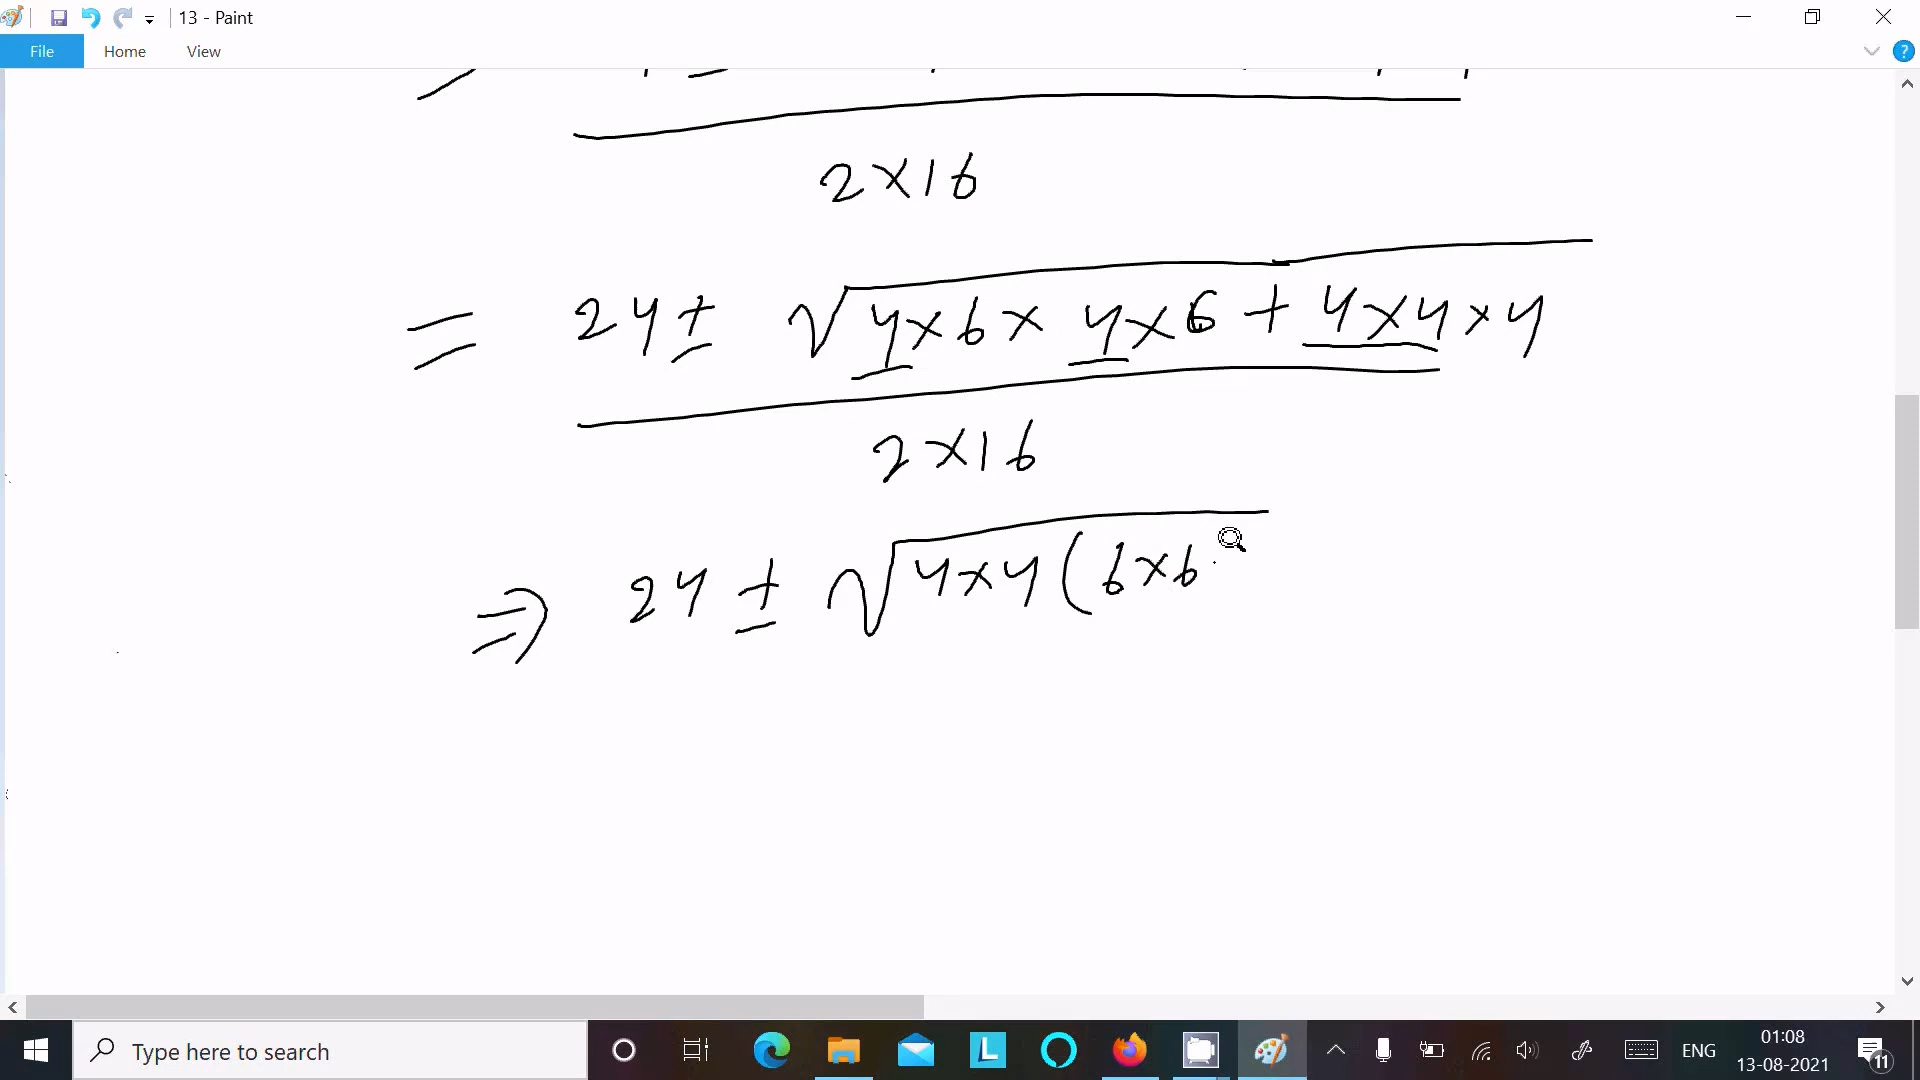 13 - Paint
File Home View
2×16
= 24 ± √4×6×4×6+4×4×4
2×16
⇒ 24 ± √4×4(6×6
Type here to search
ENG
01:08
13-08-2021
11